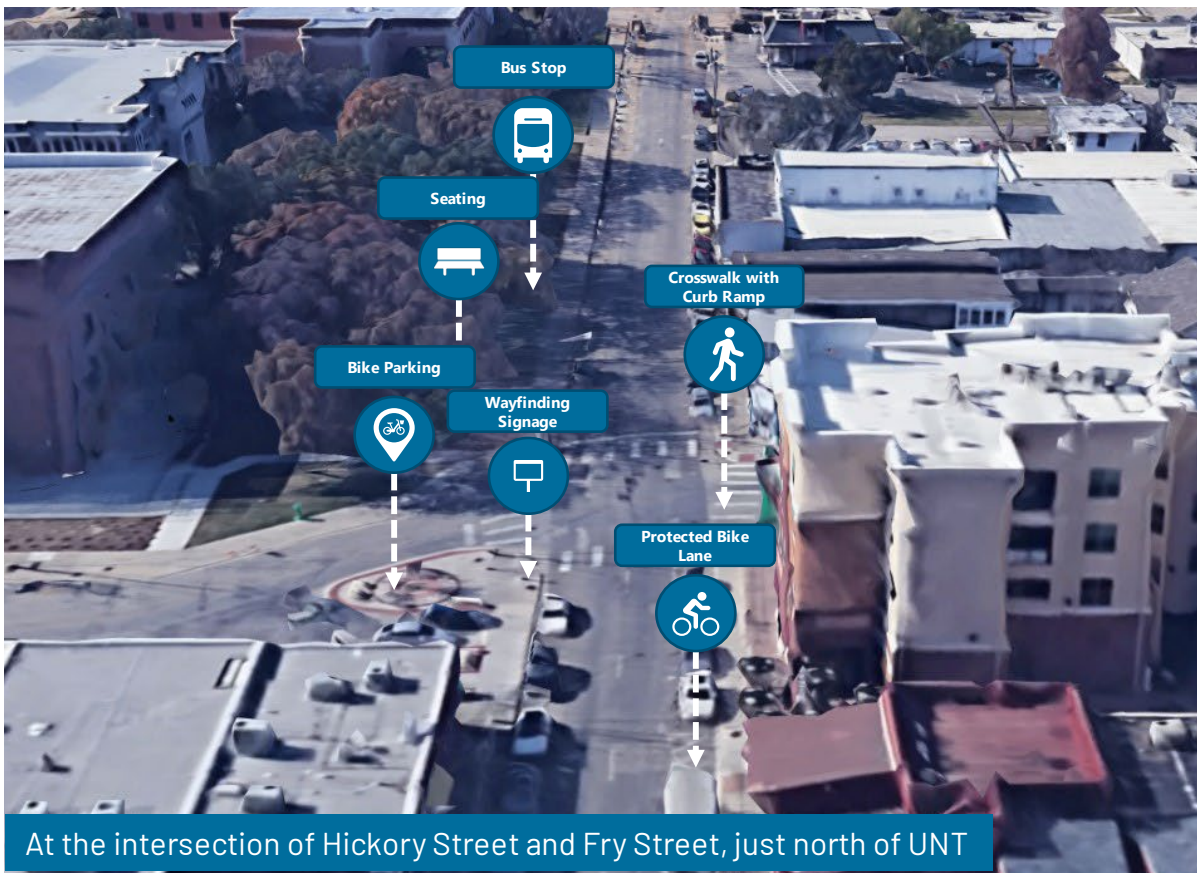 Bus Stop
Seating
Crosswalk with
Curb Ramp
Bike Parking
Wayfinding
Signage
Protected Bike
Lane
At the intersection of Hickory Street and Fry Street, just north of UNT